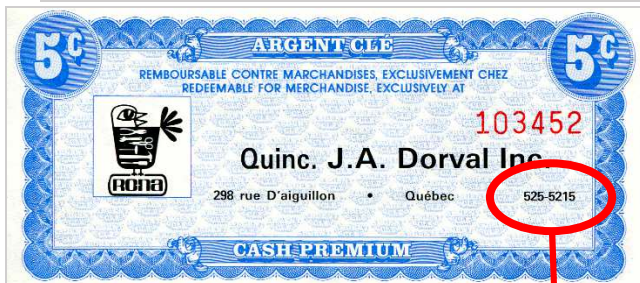 5¢ 5¢
ARGENT CLÉ
REMBOURSABLE CONTRE MARCHANDISES, EXCLUSIVEMENT CHEZ
REDEEMABLE FOR MERCHANDISE, EXCLUSIVELY AT
103452
Quinc. J.A. Dorval Inc.
RONA
298 rue D'aiguillon • Québec 525-5215
CASH PREMIUM